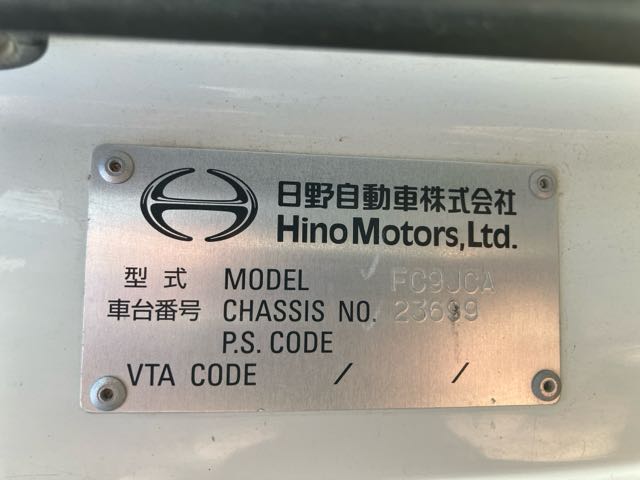 日野自動車株式会社
Hino Motors, Ltd.
型式 MODEL FC9JCA
車台番号 CHASSIS NO. 23699
P.S. CODE
VTA CODE / /